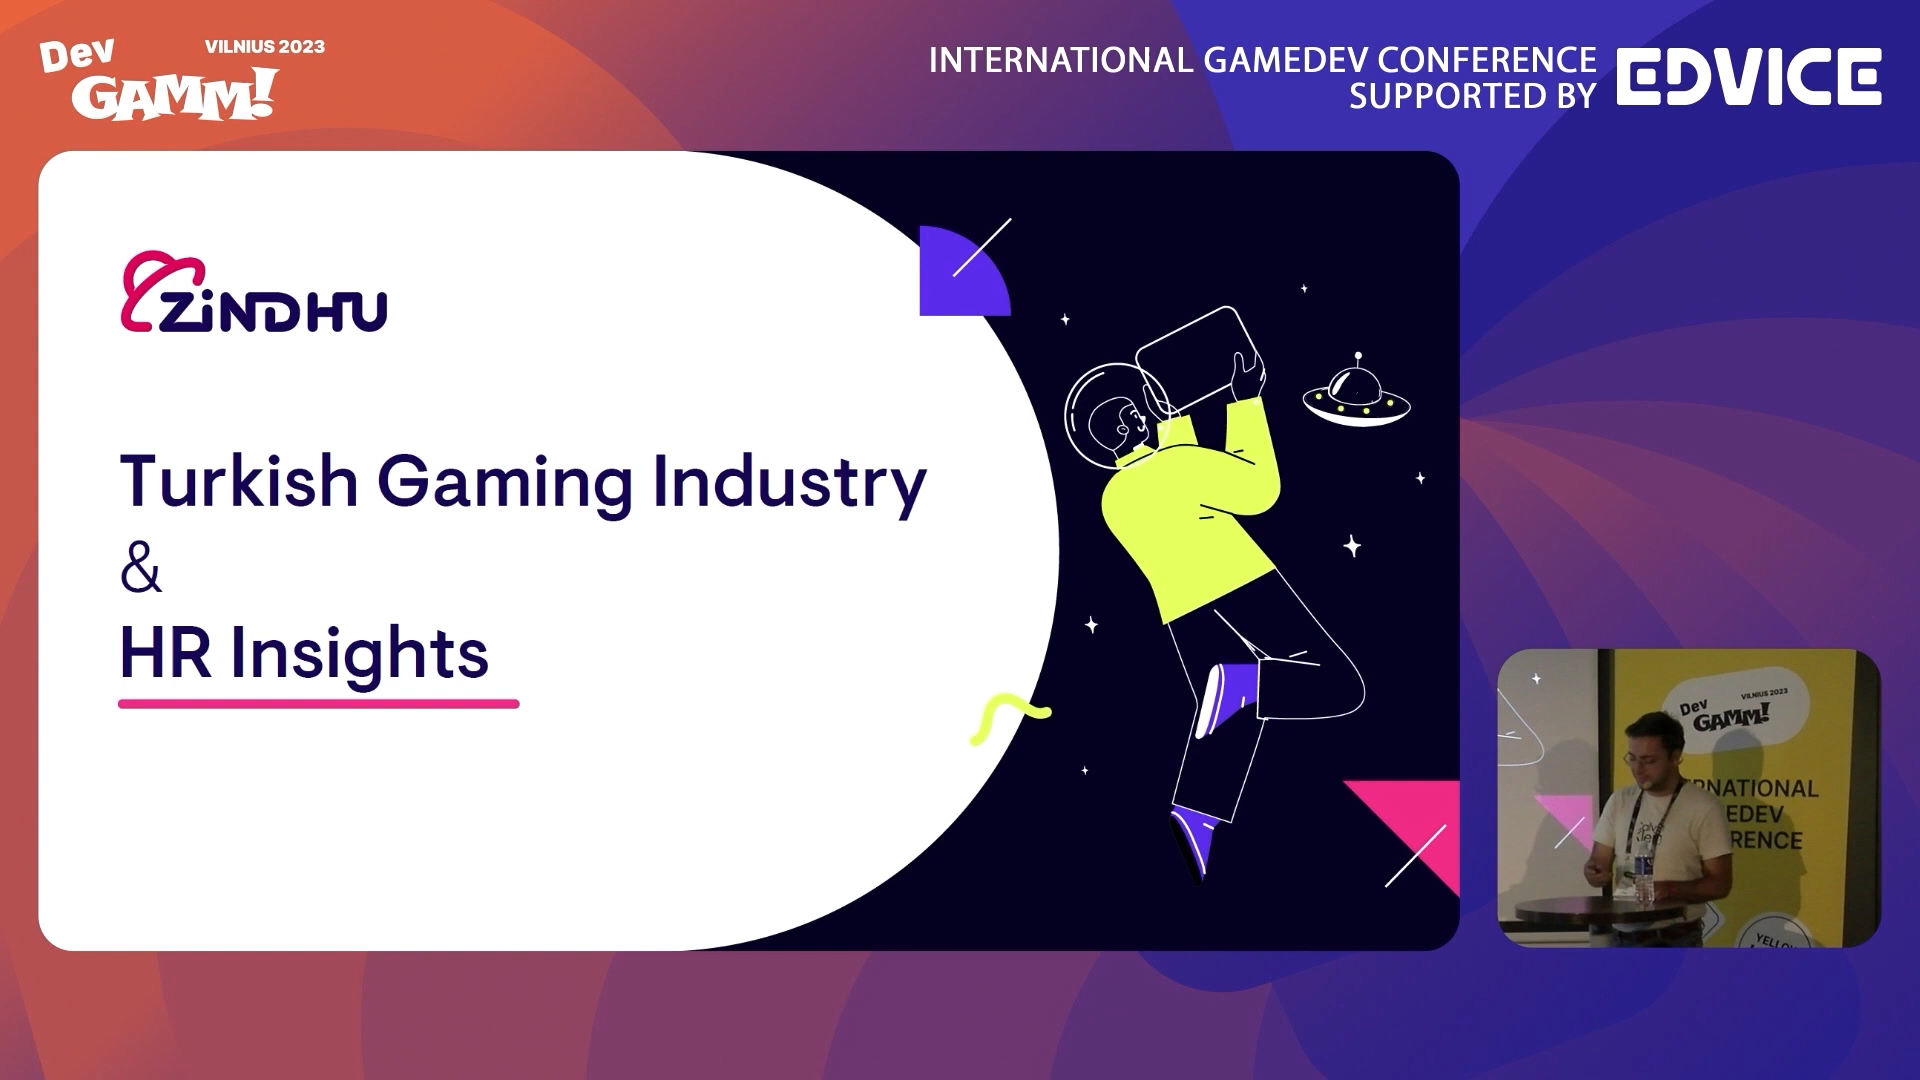 Dev
GAMM!
VILNIUS 2023
INTERNATIONAL GAMEDEV CONFERENCE
SUPPORTED BY
EDVICE
ZINDHU
Turkish Gaming Industry
&
HR Insights
Dev
GAMM!
VILNIUS 2023
RNATIONAL
EDEV
RENCE